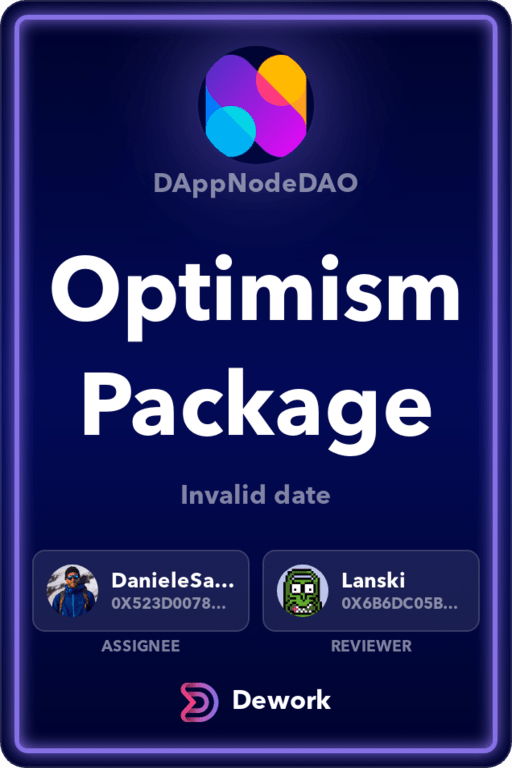 DAppNodeDAO
Optimism
Package
Invalid date
DanieleSa...
0X523D0078...
Lanski
0X6B6DC05B...
ASSIGNEE
REVIEWER
Dework